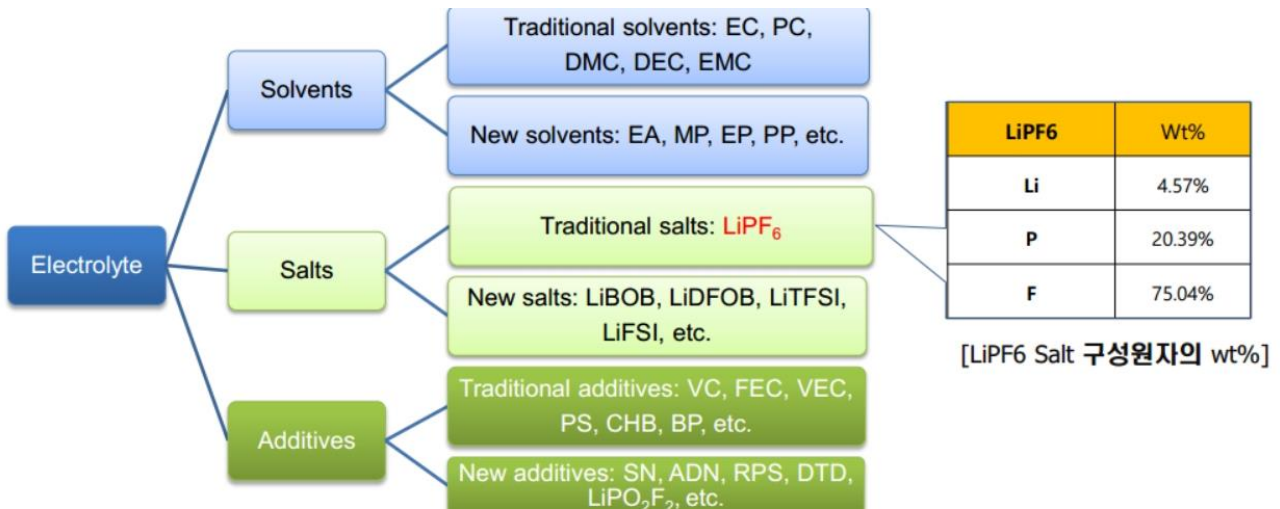 Traditional solvents: EC, PC,
DMC, DEC, EMC
Solvents
New solvents: EA, MP, EP, PP, etc.
Electrolyte
Traditional salts: LiPF₆
Salts
New salts: LiBOB, LiDFOB, LiTFSI,
LiFSI, etc.
Traditional additives: VC, FEC, VEC,
PS, CHB, BP, etc.
Additives
New additives: SN, ADN, RPS, DTD,
LiPO₂F₂, etc.
LiPF6 Wt%
Li 4.57%
P 20.39%
F 75.04%
[LiPF6 Salt 구성원자의 wt%]